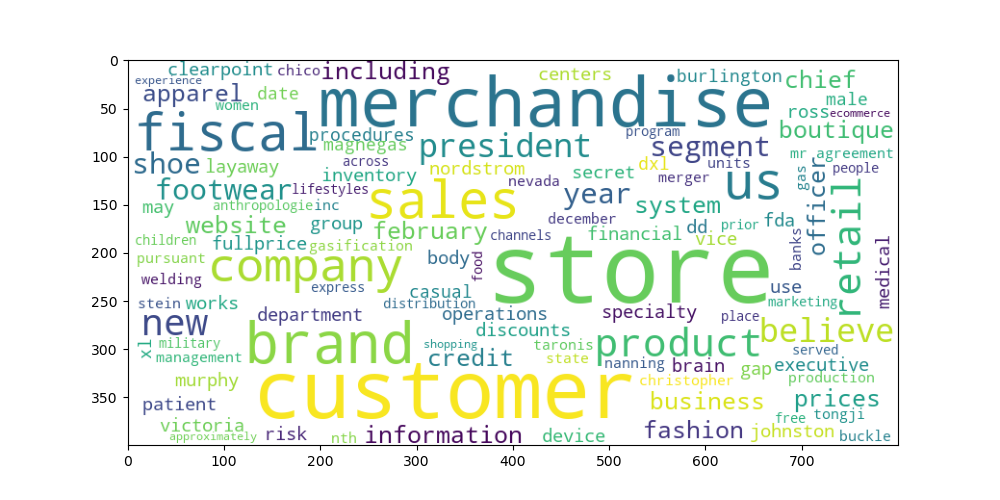 0
50
100
150
200
250
300
350
0 100 200 300 400 500 600 700
clearpoint chico including centers burlington chief
experience
apparel date women merchandise male
ross ecommerce
fiscal procedures program boutique
magnegas president segment mr agreement
shoe layaway across nordstrom dxl units people
inventory secret merger gas
footwear lifestyles nevada year us officer
may anthropologie inc sales december system retail
website group february channels financial dd prior fda
children fullprice gasification vice banks
pursuant company body food store medical
welding express casual use
stein works distribution marketing
new department operations specialty place believe
xl military brand shopping discounts taronis product served
management credit state nanning brain gap executive
murphy customer christopher production
patient business prices
victoria free tongji
approximately risk nth information device fashion johnston buckle